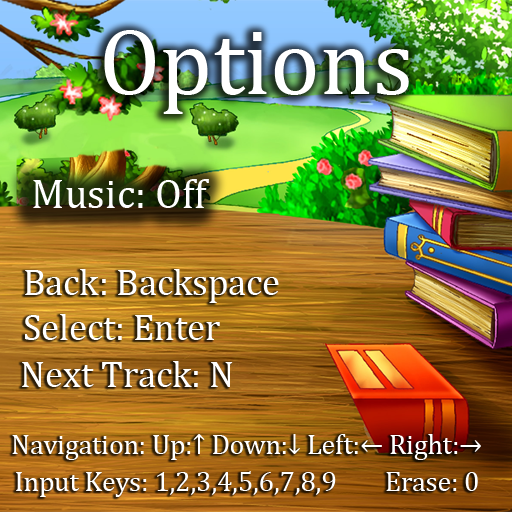 Options
Music: Off
Back: Backspace
Select: Enter
Next Track: N
Navigation: Up:↑ Down:↓ Left:← Right:→
Input Keys: 1,2,3,4,5,6,7,8,9 Erase: 0